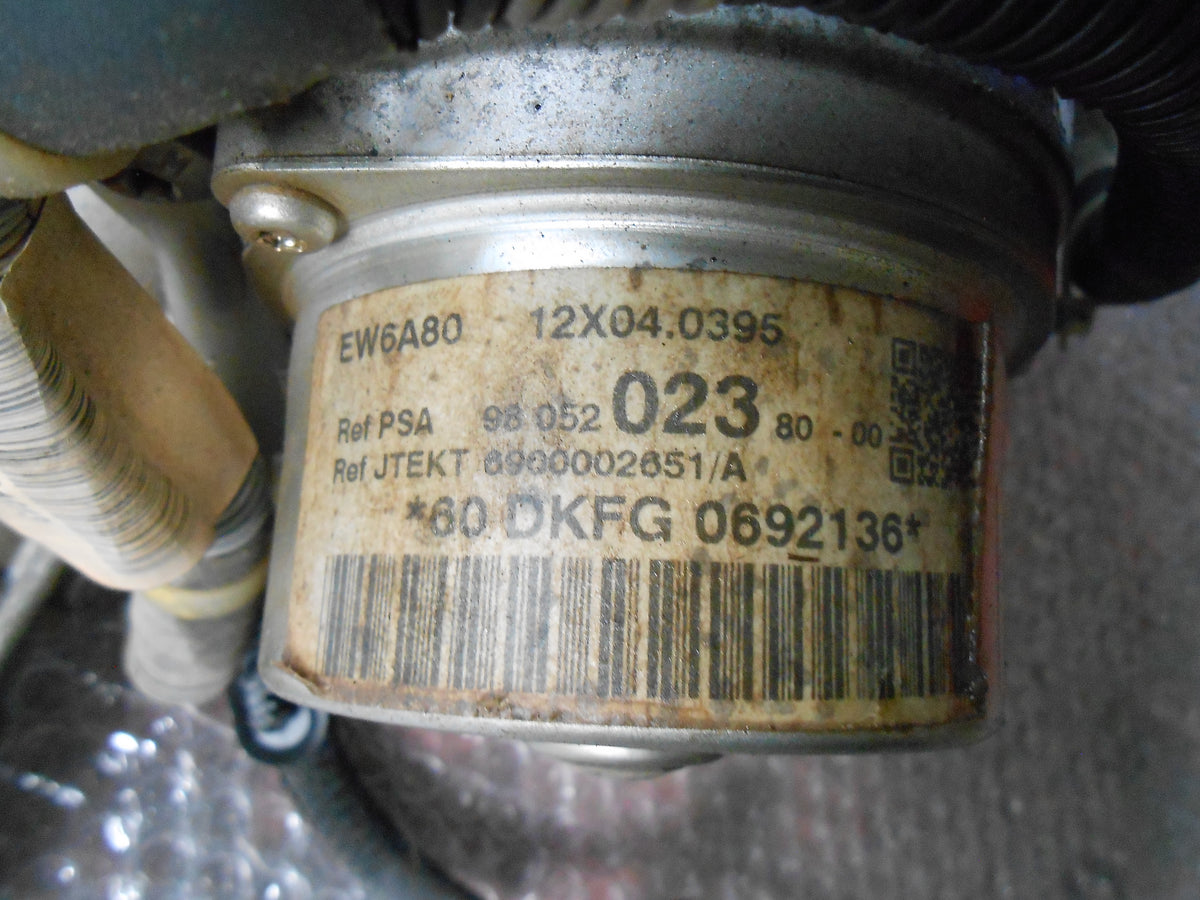 EW6A80 12X04.0395
Ref PSA 98 052 023 80 - 00
Ref JTEKT 6900002651/A
*60 DKFG 0692136*